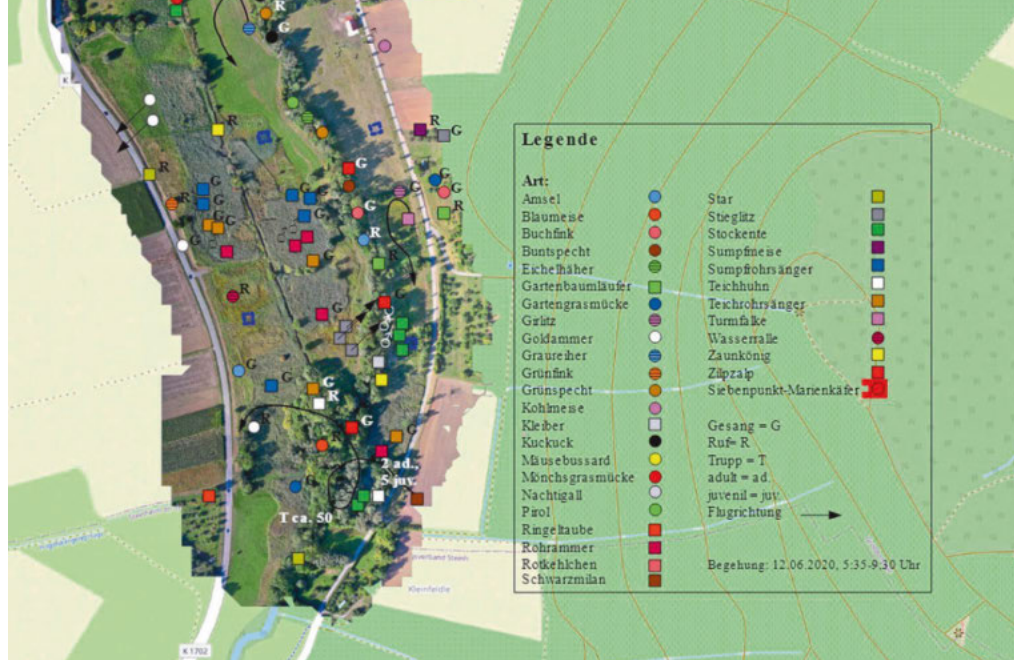 R
G
K
R
R
G
G
R
G
G
G
G
R
R
G
G
G
G
G
G
R
G
R
R
G
G
G
G
G
R
G
G
G
2 ad.,
5 juv.
G
T ca. 50
Kleinfeldle
K 1702
Legende
Art:
Amsel
Blaumeise
Buchfink
Buntspecht
Eichelhäher
Gartenbaumläufer
Gartengrasmücke
Girlitz
Goldammer
Graureiher
Grünfink
Grünspecht
Kohlmeise
Kleiber
Kuckuck
Mäusebussard
Mönchsgrasmücke
Nachtigall
Pirol
Ringeltaube
Rohrammer
Rotkehlchen
Schwarzmilan
Star
Stieglitz
Stockente
Sumpfmeise
Sumpfrohrsänger
Teichhuhn
Teichrohrsänger
Turmfalke
Wasserralle
Zaunkönig
Zilpzalp
Siebenpunkt-Marienkäfer
Gesang = G
Ruf= R
Trupp = T
adult = ad.
juvenil = juv.
Flugrichtung
Begehung: 12.06.2020, 5:35-9:30 Uhr